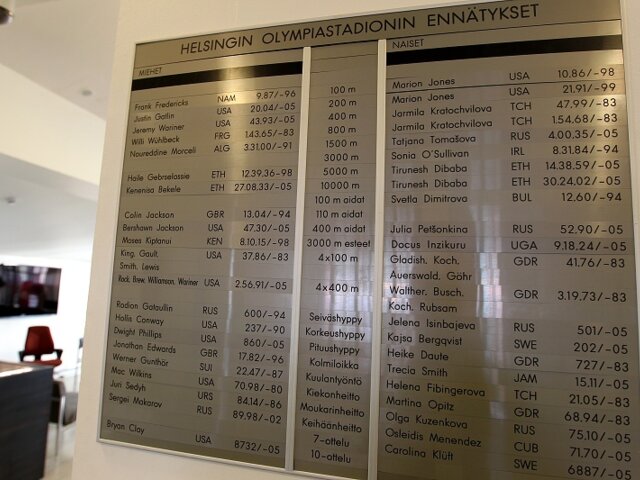 HELSINGIN OLYMPIASTADIONIN ENNÄTYKSET
MIEHET
Frank Fredericks NAM 9.87/-96
Justin Gatlin USA 20.04/-05
Jeremy Wariner USA 43.93/-05
Willi Wühlbeck FRG 1.43.65/-83
Noureddine Morceli ALG 3.31.00/-91
Haile Gebrselassie ETH 12.39.36-98
Kenenisa Bekele ETH 27.08.33/-05
Colin Jackson GBR 13.04/-94
Bershawn Jackson USA 47.30/-05
Moses Kiptanui KEN 8.10.15/-98
King, Gault, USA 37.86/-83
Smith, Lewis
Rock, Brew, Williamson, Wariner USA 2.56.91/-05
Rodion Gataullin RUS 600/-94
Hollis Conway USA 237/-90
Dwight Phillips USA 860/-05
Jonathan Edwards GBR 17.82/-96
Werner Gunthör SUI 22.47/-87
Mac Wilkins USA 70.98/-80
Juri Sedyh URS 84.14/-86
Sergei Makarov RUS 89.98/-02
Bryan Clay USA 8732/-05
100 m
200 m
400 m
800 m
1500 m
3000 m
5000 m
10000 m
100 m aidat
110 m aidat
400 m aidat
3000 m esteet
4x100 m
4x400 m
Seiväshyppy
Korkeushyppy
Pituushyppy
Kolmiloikka
Kuulantyöntö
Kiekonheitto
Moukarinheitto
Keihäänheitto
7-ottelu
10-ottelu
NAISET
Marion Jones USA 10.86/-98
Marion Jones USA 21.91/-99
Jarmila Kratochvilova TCH 47.99/-83
Jarmila Kratochvilova TCH 1.54.68/-83
Tatjana Tomašova RUS 4.00.35/-05
Sonia O´Sullivan IRL 8.31.84/-94
Tirunesh Dibaba ETH 14.38.59/-05
Tirunesh Dibaba ETH 30.24.02/-05
Svetla Dimitrova BUL 12.60/-94
Julia Petšonkina RUS 52.90/-05
Docus Inzikuru UGA 9.18.24/-05
Gladish, Koch, GDR 41.76/-83
Auerswald, Göhr
Walther, Busch, GDR 3.19.73/-83
Koch, Rubsam
Jelena Isinbajeva RUS 501/-05
Kajsa Bergqvist SWE 202/-05
Heike Daute GDR 727/-83
Trecia Smith JAM 15.11/-05
Helena Fibingerova TCH 21.05/-83
Martina Opitz GDR 68.94/-83
Olga Kuzenkova RUS 75.10/-05
Osleidis Menendez CUB 71.70/-05
Carolina Klüft SWE 6887/-05